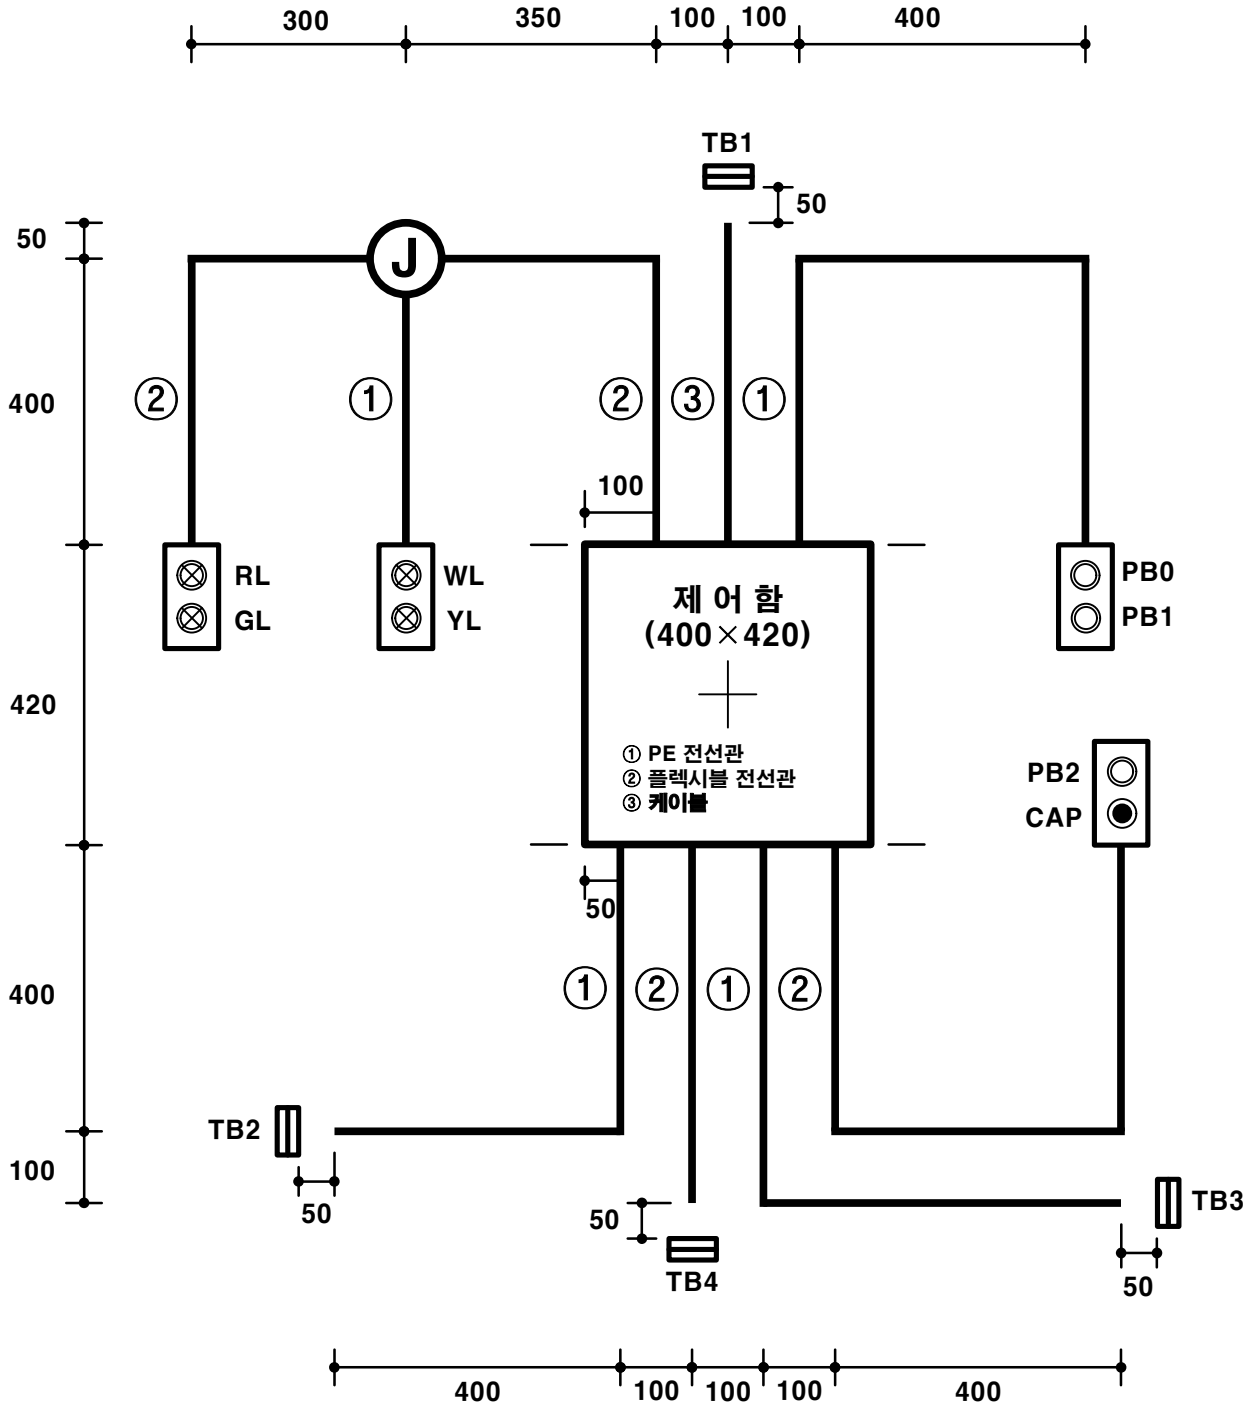 300 350 100 100 400
TB1
50
50
J
400
② ① ② ③ ①
100
RL WL PB0
GL YL PB1
제 어 함
(400×420)
420
① PE 전선관
② 플렉시블 전선관
③ 케이블
PB2
CAP
50
400
① ② ① ②
TB2
100
50
50
TB3
TB4
50
400 100 100 100 400